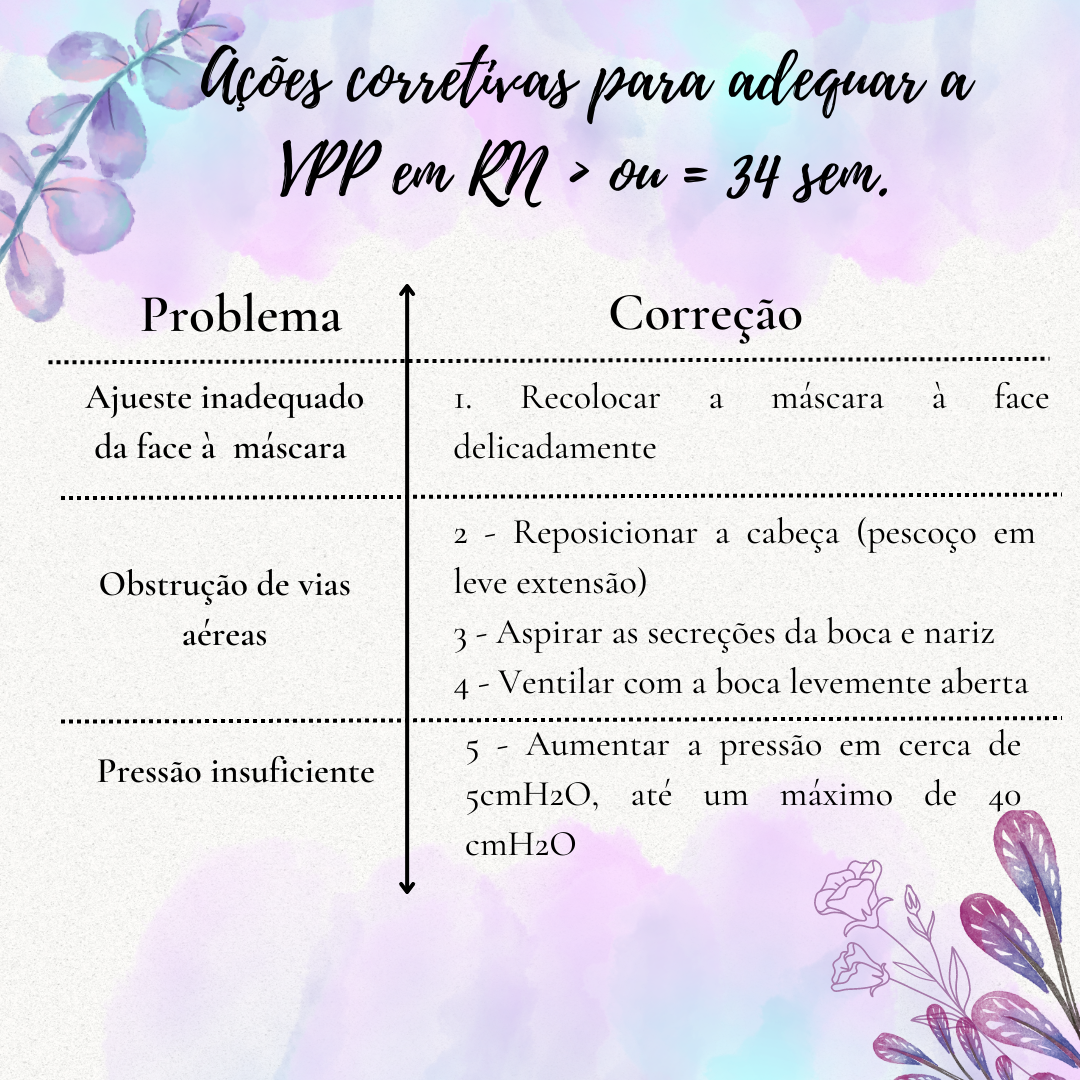 Ações corretivas para adequar a
VPP em RN > ou = 34 sem.
Problema
Correção
Ajueste inadequado
da face à máscara
1. Recolocar a máscara à face
delicadamente
Obstrução de vias
aéreas
2 - Reposicionar a cabeça (pescoço em
leve extensão)
3 - Aspirar as secreções da boca e nariz
4 - Ventilar com a boca levemente aberta
Pressão insuficiente
5 - Aumentar a pressão em cerca de
5cmH2O, até um máximo de 40
cmH2O